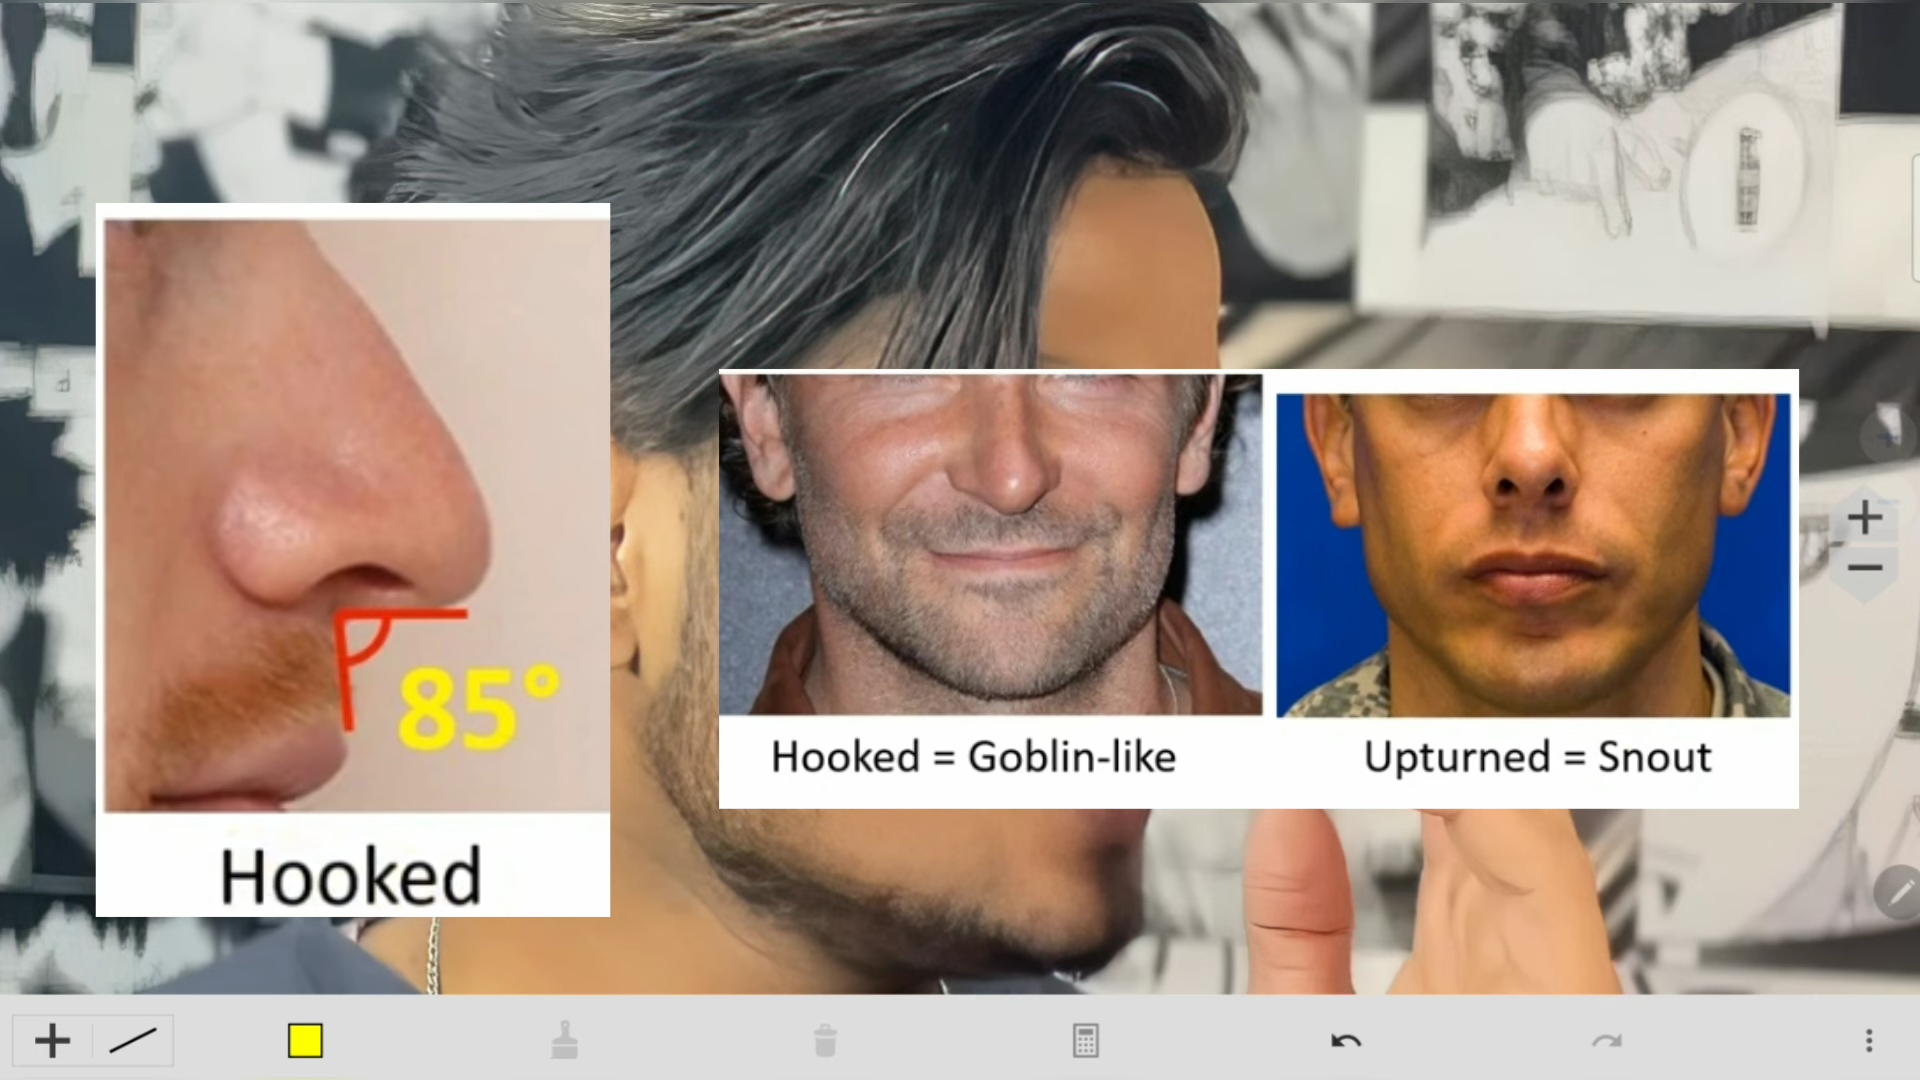 85°
Hooked
Hooked = Goblin-like
Upturned = Snout